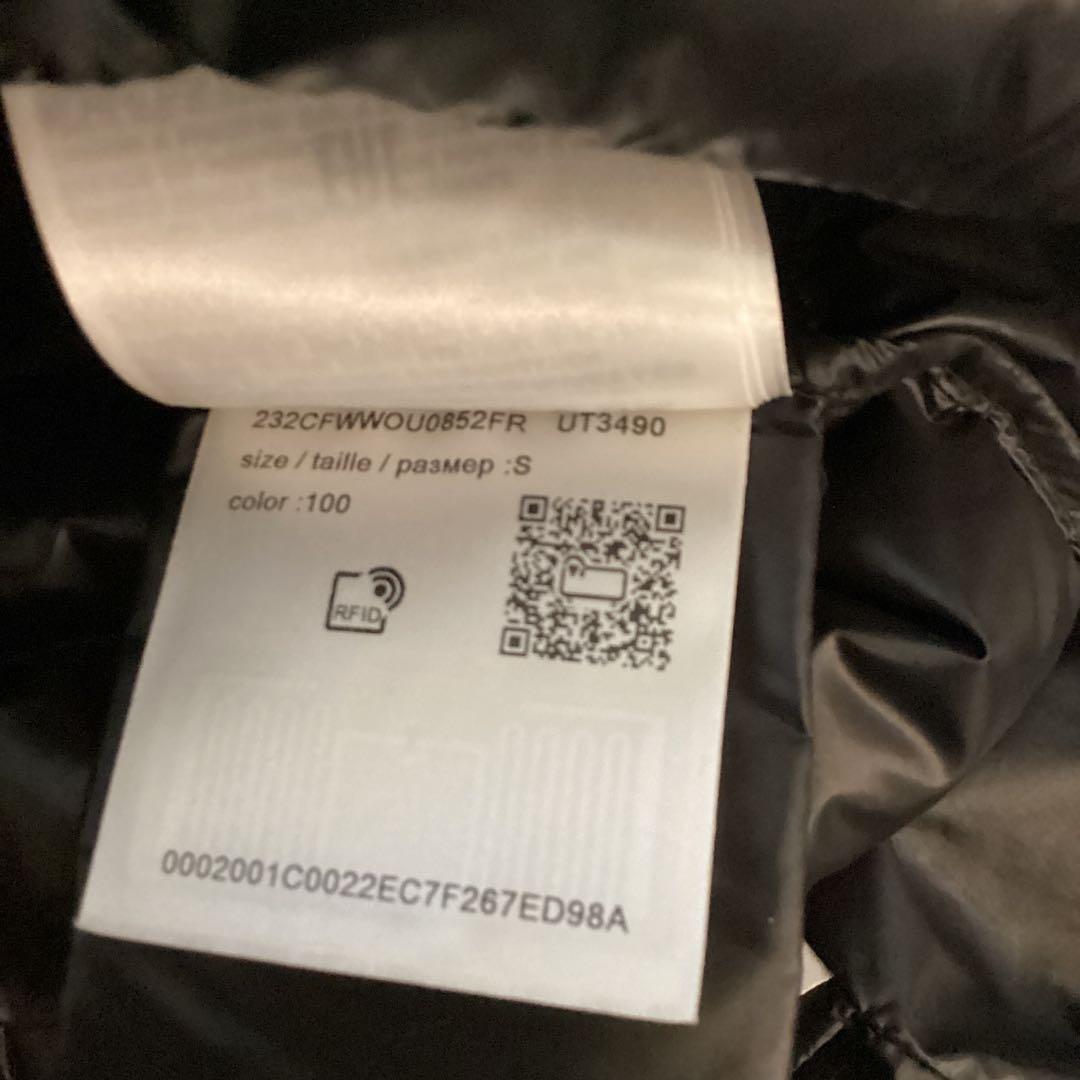 232CFWWOU0852FR UT3490
size / taille / размер :S
color :100
RFID
0002001C0022EC7F267ED98A